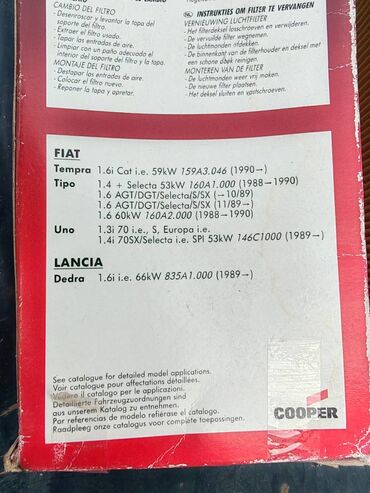 CAMBIO DEL FILTRO
- Desenroscar y levantar la tapa del
soporte del filtro.
- Extraer el filtro usado.
- Tapar las entradas de aire.
- Limpiar con un paño adecuado el
interior del soporte del filtro y la tapa.
MONTAJE DEL FILTRO
- Destapar las entradas de aire.
- Colocar el filtro nuevo.
- Reponer la tapa y apretar.
NL INSTRUKTIES OM FILTER TE VERVANGEN
VERNIEUWING LUCHTFILTER
- Het filterdeksel losschroeven en verwijderen.
- De vervuilde filter wegnemen.
- De luchtmonden afdekken.
- De binnenkant van de filterhouder en deksel met
een schone doek reinigen.
MONTEREN VAN DE FILTER
- De luchtmonden weer vrij maken.
- De nieuwe filter plaatsen.
- Het deksel sluiten en vastschroeven.
FIAT
Tempra 1.6i Cat i.e. 59kW 159A3.046 (1990→)
Tipo 1.4 + Selecta 53kW 160A1.000 (1988→1990)
1.6 AGT/DGT/Selecta/S/SX (→10/89)
1.6 AGT/DGT/Selecta/S/SX (11/89→)
1.6 60kW 160A2.000 (1988→1990)
Uno 1.3i 70 i.e., S, Europa i.e.
1.4i 70SX/Selecta i.e. SPI 53kW 146C1000 (1989→)
LANCIA
Dedra 1.6i i.e. 66kW 835A1.000 (1989→)
See catalogue for detailed model applications.
Voir catalogue pour affectations détaillées.
Vedere il catalogo per le applicazioni.
Detaillierte Fahrzeugzuordnungen sind
aus unserem Katalog zu entnehmen.
Por referencias de modelo refiérase el catalogo.
Raadpleeg onze catalogus voor complete toepassingen.
COOPER